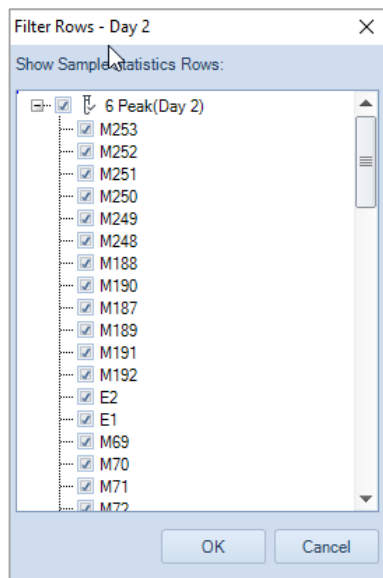 Filter Rows - Day 2
Show Sample Statistics Rows:
6 Peak(Day 2)
M253
M252
M251
M250
M249
M248
M188
M190
M187
M189
M191
M192
E2
E1
M69
M70
M71
M72
OK
Cancel